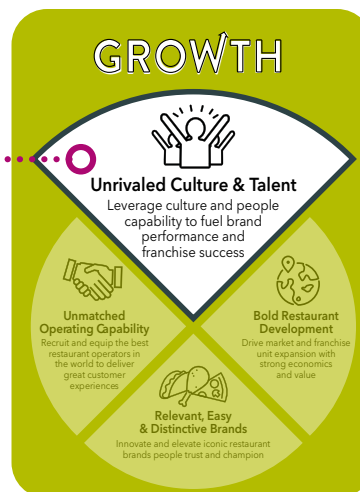 GROWTH
Unrivaled Culture & Talent
Leverage culture and people
capability to fuel brand
performance and
franchise success
Unmatched
Operating Capability
Recruit and equip the best
restaurant operators in
the world to deliver
great customer
experiences
Bold Restaurant
Development
Drive market and franchise
unit expansion with
strong economics
and value
Relevant, Easy
& Distinctive Brands
Innovate and elevate iconic restaurant
brands people trust and champion